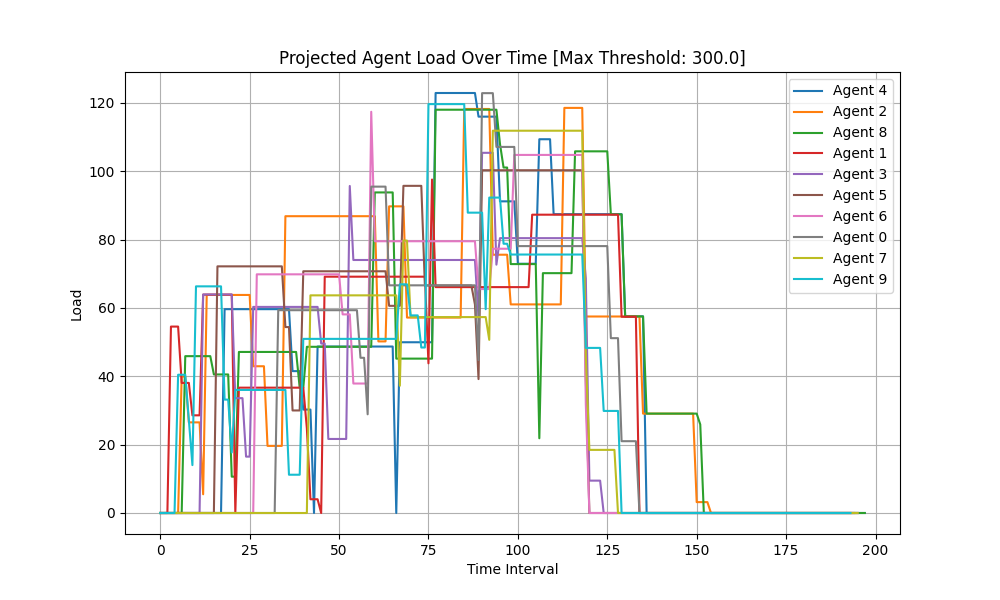 Projected Agent Load Over Time [Max Threshold: 300.0]
Load
120
100
80
60
40
20
0
0 25 50 75 100 125 150 175 200
Time Interval
Agent 4
Agent 2
Agent 8
Agent 1
Agent 3
Agent 5
Agent 6
Agent 0
Agent 7
Agent 9